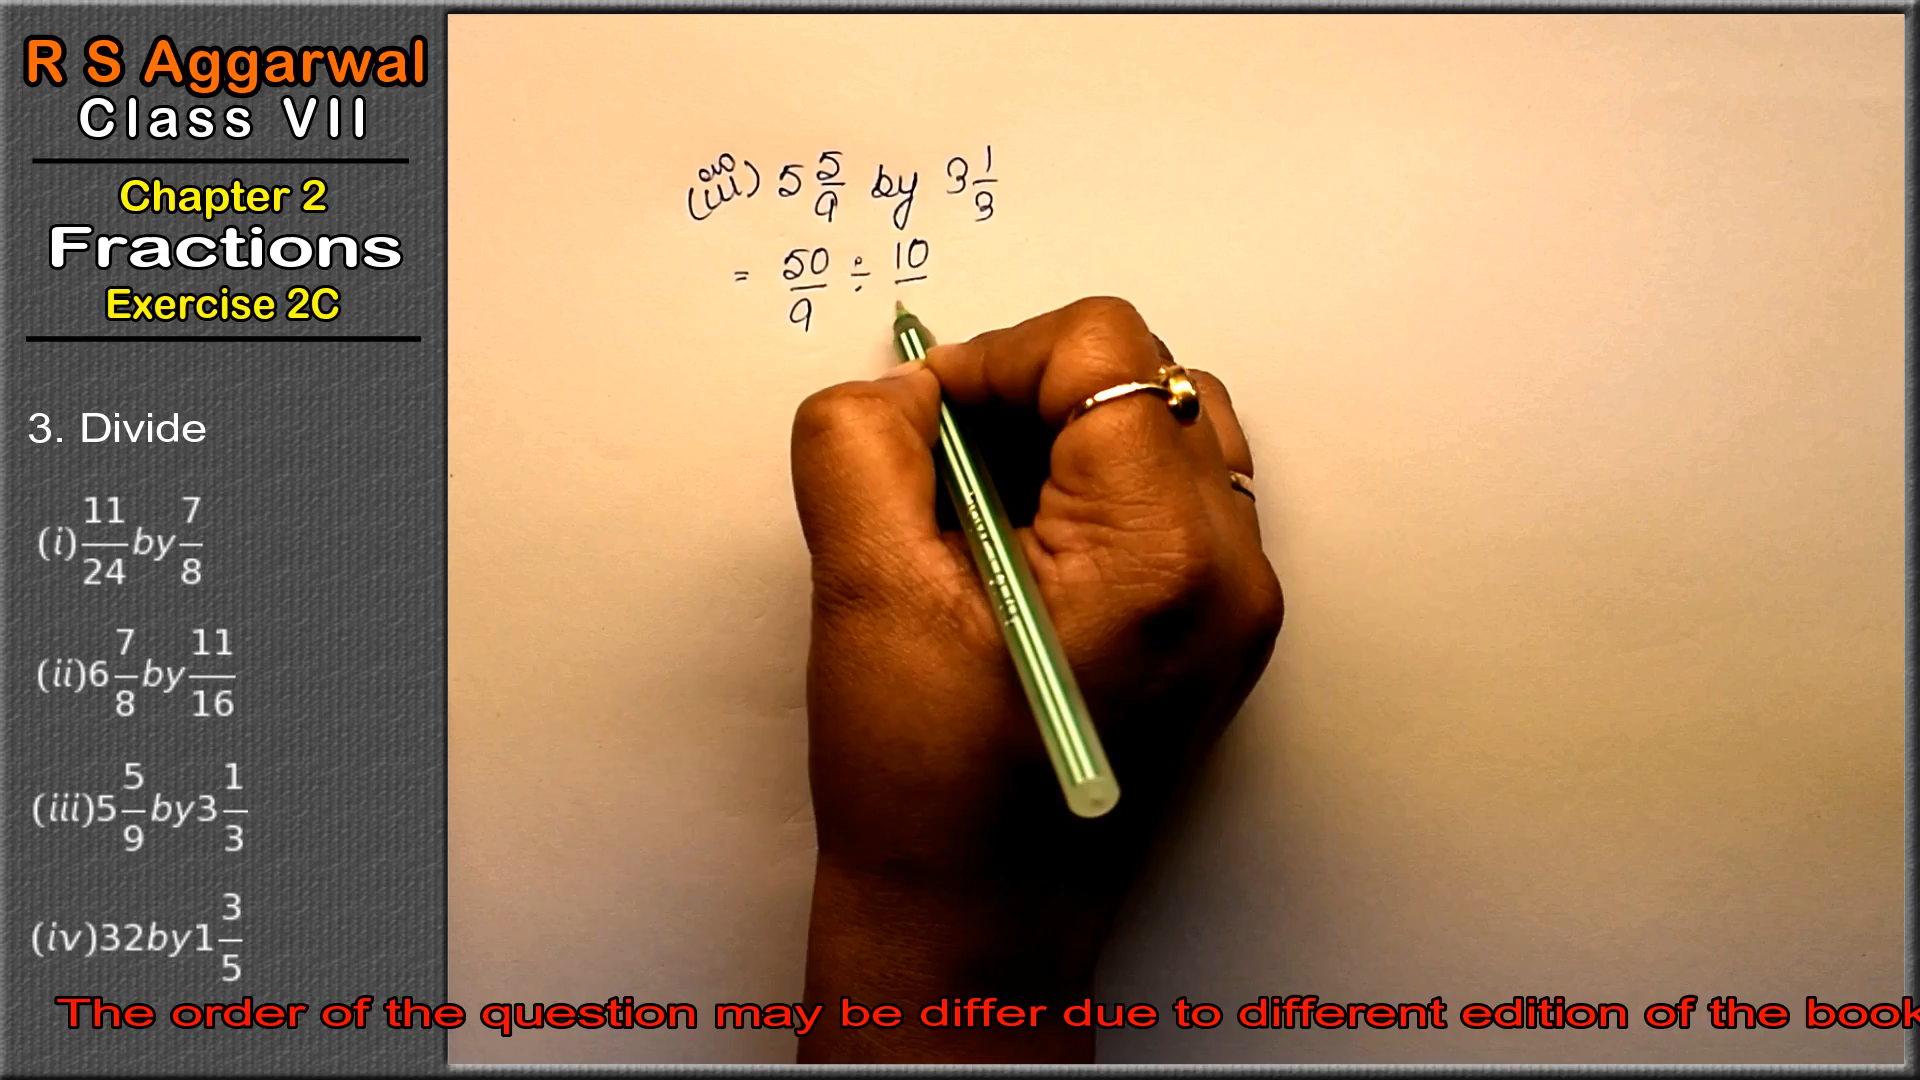 R S Aggarwal
Class VII
Chapter 2
Fractions
Exercise 2C
3. Divide
(i) 11/24 by 7/8
(ii) 6 7/8 by 11/16
(iii) 5 5/9 by 3 1/3
(iv) 32 by 1 3/5
(iii) 5 5/9 by 3 1/3
= 50/9 ÷ 10/
The order of the question may be differ due to different edition of the book